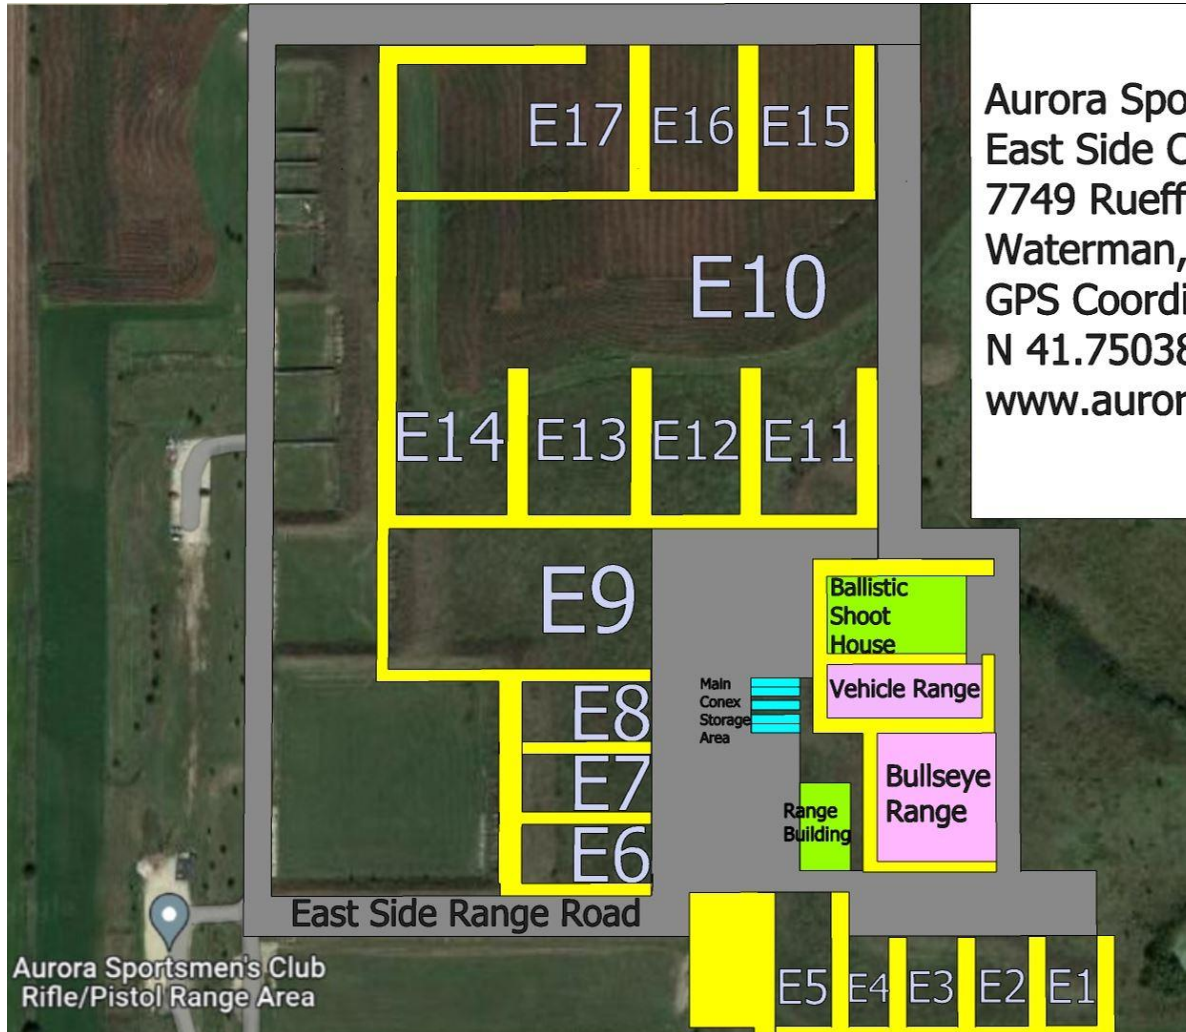 Aurora Spo
East Side C
7749 Rueff
Waterman,
GPS Coordi
N 41.75038
www.auror
E17
E16
E15
E10
E14
E13
E12
E11
E9
Ballistic
Shoot
House
Vehicle Range
Main
Conex
Storage
Area
E8
E7
E6
Bullseye
Range
Range
Building
East Side Range Road
Aurora Sportsmen's Club
Rifle/Pistol Range Area
E5
E4
E3
E2
E1